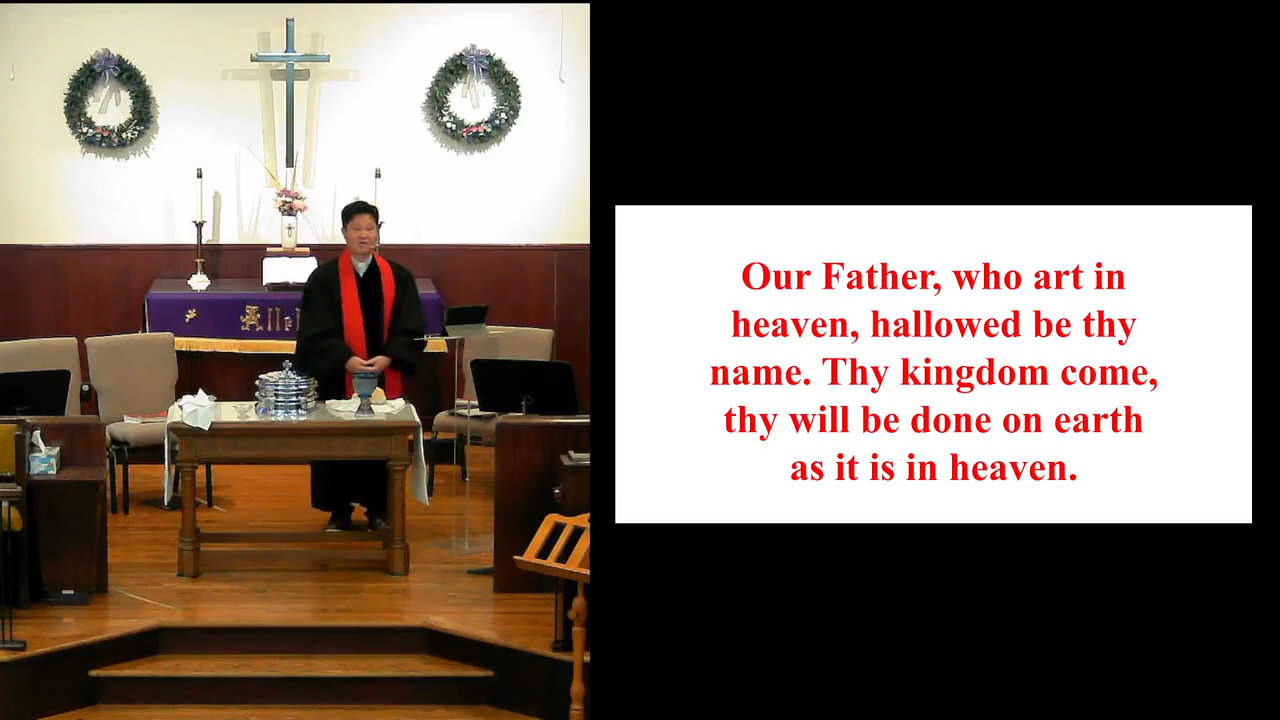 Allel
Our Father, who art in
heaven, hallowed be thy
name. Thy kingdom come,
thy will be done on earth
as it is in heaven.